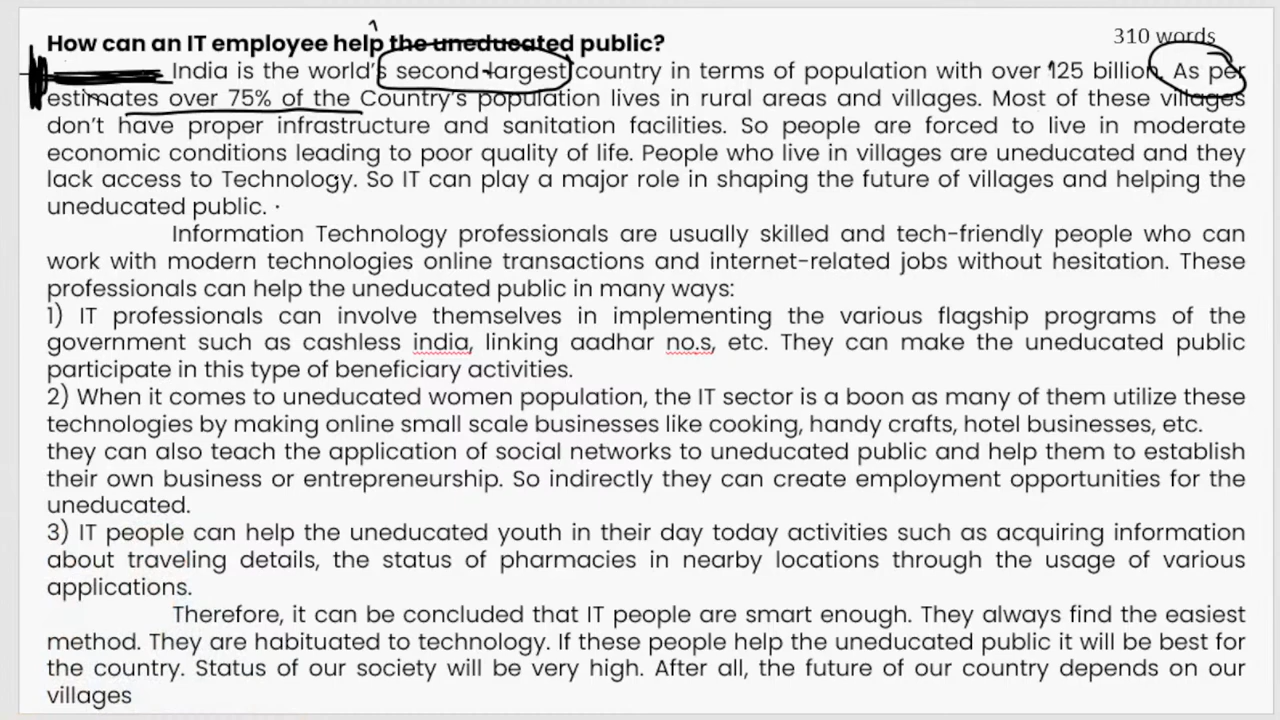 How can an IT employee help the uneducated public?
310 words
India is the world's second largest country in terms of population with over 125 billion. As per
estimates over 75% of the Country's population lives in rural areas and villages. Most of these villages
don't have proper infrastructure and sanitation facilities. So people are forced to live in moderate
economic conditions leading to poor quality of life. People who live in villages are uneducated and they
lack access to Technology. So IT can play a major role in shaping the future of villages and helping the
uneducated public.
Information Technology professionals are usually skilled and tech-friendly people who can
work with modern technologies online transactions and internet-related jobs without hesitation. These
professionals can help the uneducated public in many ways:
1) IT professionals can involve themselves in implementing the various flagship programs of the
government such as cashless india, linking aadhar no.s, etc. They can make the uneducated public
participate in this type of beneficiary activities.
2) When it comes to uneducated women population, the IT sector is a boon as many of them utilize these
technologies by making online small scale businesses like cooking, handy crafts, hotel businesses, etc.
they can also teach the application of social networks to uneducated public and help them to establish
their own business or entrepreneurship. So indirectly they can create employment opportunities for the
uneducated.
3) IT people can help the uneducated youth in their day today activities such as acquiring information
about traveling details, the status of pharmacies in nearby locations through the usage of various
applications.
Therefore, it can be concluded that IT people are smart enough. They always find the easiest
method. They are habituated to technology. If these people help the uneducated public it will be best for
the country. Status of our society will be very high. After all, the future of our country depends on our
villages